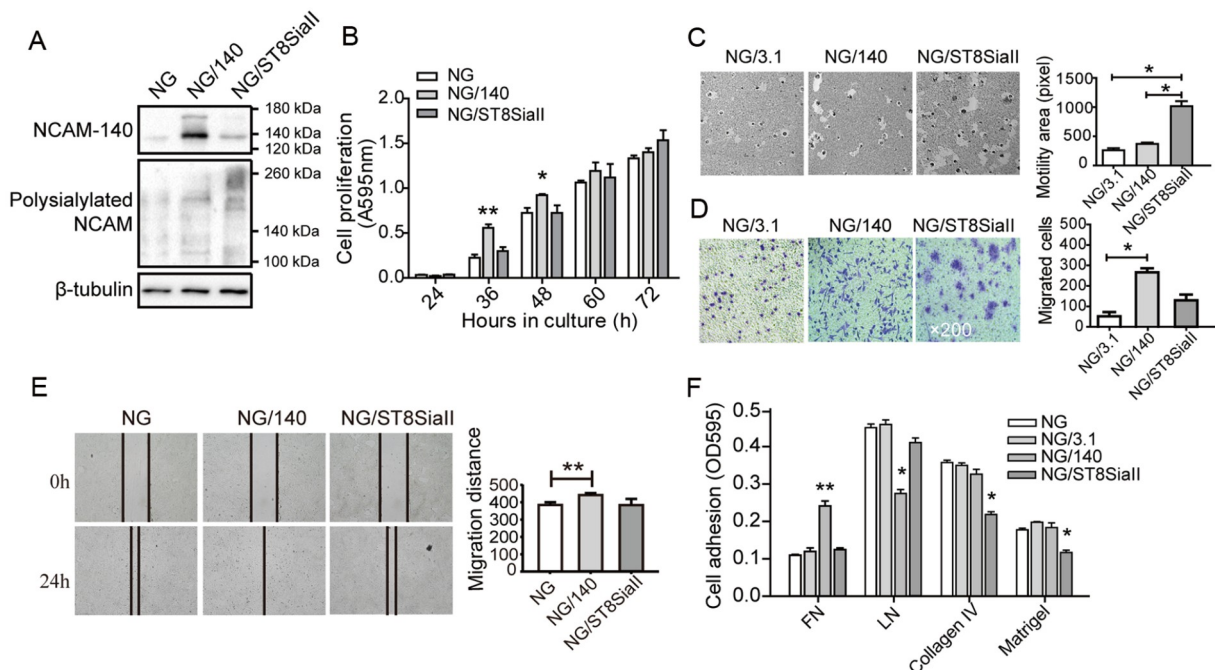 A
NG
NG/140
NG/ST8SiaII
NCAM-140
180 kDa
140 kDa
120 kDa
Polysialylated
NCAM
260 kDa
140 kDa
100 kDa
β-tubulin
B
Cell proliferation
(A595nm)
2.0
1.5
1.0
0.5
0.0
NG
NG/140
NG/ST8SiaII
**
*
24
36
48
60
72
Hours in culture (h)
C
NG/3.1
NG/140
NG/ST8SiaII
Motility area (pixel)
1500
1000
500
0
*
*
NG/3.1
NG/140
NG/ST8SiaII
D
NG/3.1
NG/140
NG/ST8SiaII
×200
Migrated cells
500
400
300
200
100
0
*
NG/3.1
NG/140
NG/ST8SiaII
E
NG
NG/140
NG/ST8SiaII
0h
24h
Migration distance
500
400
300
200
100
0
**
NG
NG/140
NG/ST8SiaII
F
Cell adhesion (OD595)
0.5
0.4
0.3
0.2
0.1
0.0
NG
NG/3.1
NG/140
NG/ST8SiaII
**
*
*
*
FN
LN
Collagen IV
Matrigel